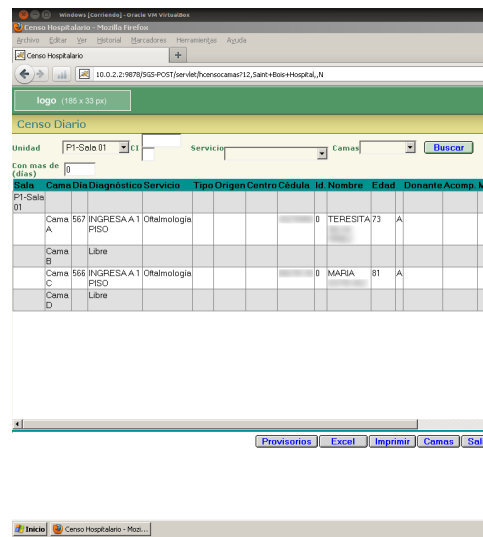 Windows [Corriendo] - Oracle VM VirtualBox
Censo Hospitalario - Mozilla Firefox
Archivo Editar Ver Historial Marcadores Herramientas Ayuda
Censo Hospitalario +
10.0.2.2:9878/SGS-POST/servlet/hcensocamas?12,Saint+Bois+Hospital,,N
logo (185 x 33 px)
Censo Diario
Unidad P1-Sala 01 CI Servicio Camas Buscar
Con mas de (días) 0
Sala Cama Día Diagnóstico Servicio Tipo Origen Centro Cédula Id. Nombre Edad Donante Acomp. M
P1-Sala
01
Cama 567 INGRESA A 1 Oftalmología 0 TERESITA 73 A
A PISO
Cama Libre
B
Cama 566 INGRESA A 1 Oftalmología 0 MARIA 81 A
C PISO
Cama Libre
D
Provisorios Excel Imprimir Camas Sal
Inicio Censo Hospitalario - Mozi...